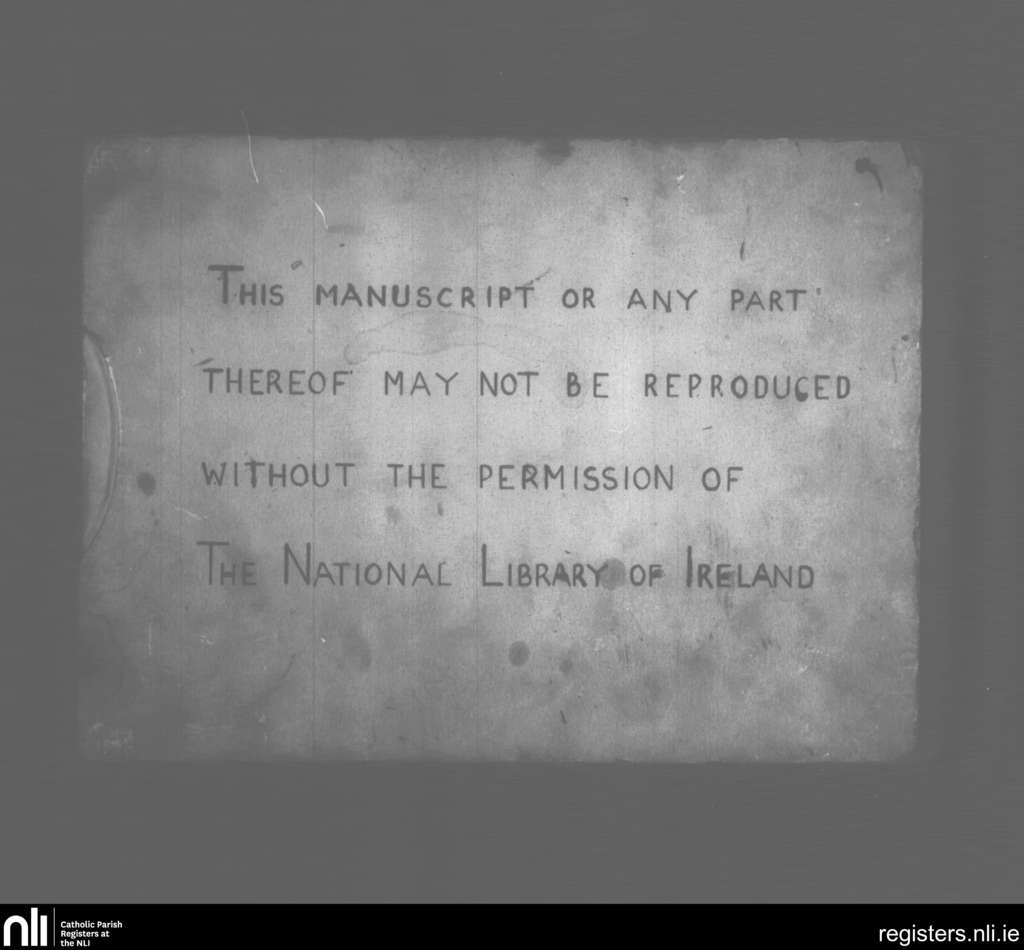 THIS MANUSCRIPT OR ANY PART
THEREOF MAY NOT BE REPRODUCED
WITHOUT THE PERMISSION OF
THE NATIONAL LIBRARY OF IRELAND
nli
Catholic Parish
Registers at
the NLI
registers.nli.ie